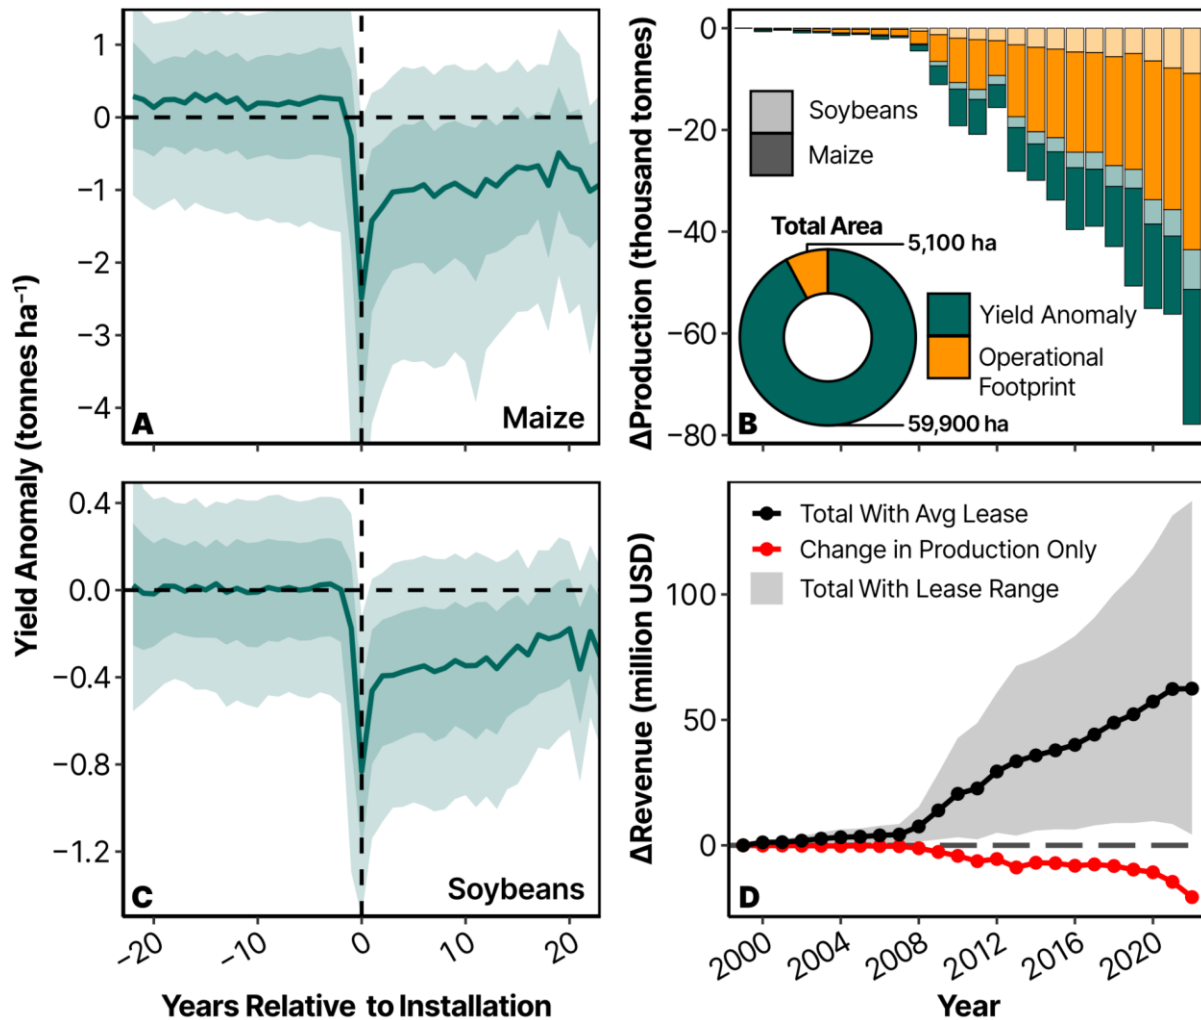 Yield Anomaly (tonnes ha⁻¹)
1
0
−1
−2
−3
−4
A
Maize
0.4
0.0
−0.4
−0.8
−1.2
C
Soybeans
−20
−10
0
10
20
Years Relative to Installation
ΔProduction (thousand tonnes)
0
−20
−40
−60
−80
Soybeans
Maize
Total Area
5,100 ha
Yield Anomaly
Operational
Footprint
59,900 ha
B
ΔRevenue (million USD)
100
50
0
Total With Avg Lease
Change in Production Only
Total With Lease Range
D
2000
2004
2008
2012
2016
2020
Year